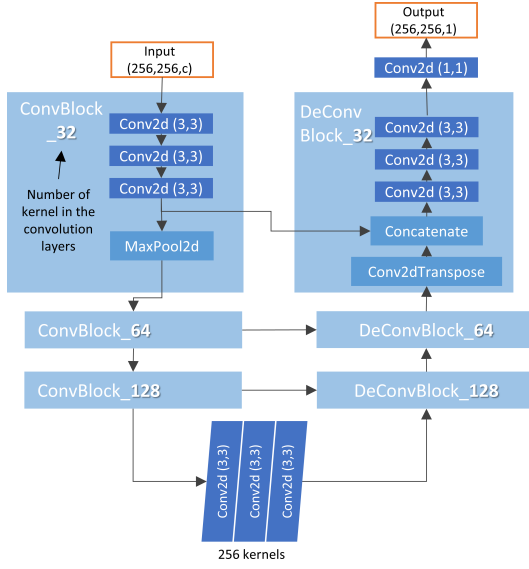 Input
(256,256,c)
ConvBlock
_32
Conv2d (3,3)
Conv2d (3,3)
Conv2d (3,3)
Number of
kernel in the
convolution
layers
MaxPool2d
ConvBlock_64
ConvBlock_128
Conv2d (3,3)
Conv2d (3,3)
Conv2d (3,3)
256 kernels
Output
(256,256,1)
Conv2d (1,1)
DeConv
Block_32
Conv2d (3,3)
Conv2d (3,3)
Conv2d (3,3)
Concatenate
Conv2dTranspose
DeConvBlock_64
DeConvBlock_128